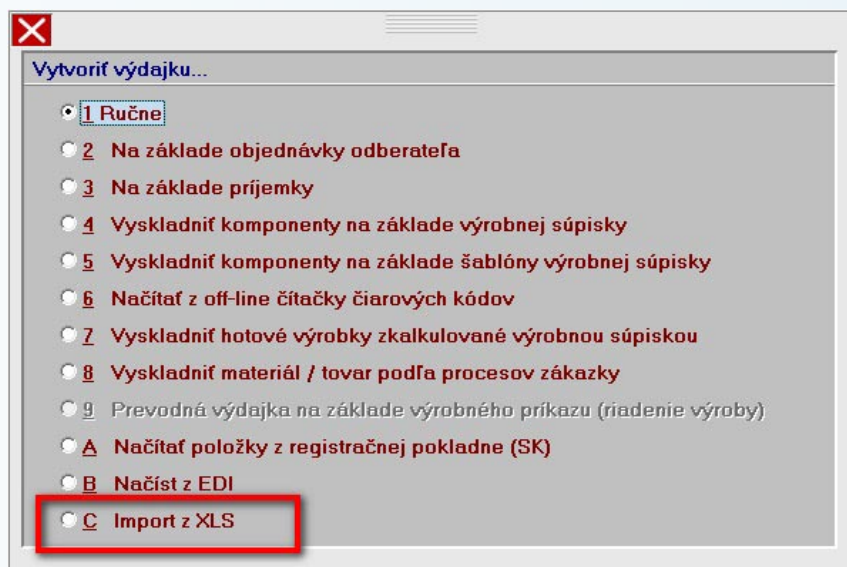 Vytvoriť výdajku...
1 Ručne
2 Na základe objednávky odberateľa
3 Na základe príjemky
4 Vyskladniť komponenty na základe výrobnej súpisky
5 Vyskladniť komponenty na základe šablóny výrobnej súpisky
6 Načítať z off-line čítačky čiarových kódov
7 Vyskladniť hotové výrobky zkalkulované výrobnou súpiskou
8 Vyskladniť materiál / tovar podľa procesov zákazky
9 Prevodná výdajka na základe výrobného príkazu (riadenie výroby)
A Načítať položky z registračnej pokladne (SK)
B Načíst z EDI
C Import z XLS